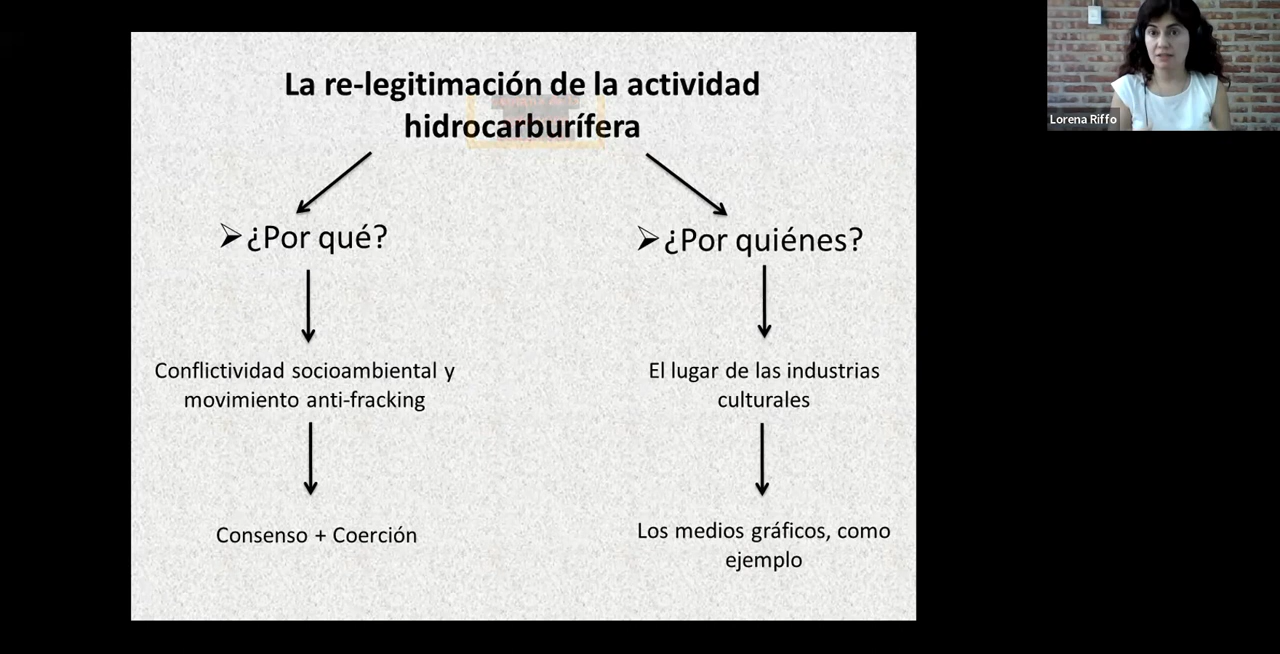 La re-legitimación de la actividad
hidrocarburífera
¿Por qué?
¿Por quiénes?
Conflictividad socioambiental y
movimiento anti-fracking
El lugar de las industrias
culturales
Consenso + Coerción
Los medios gráficos, como
ejemplo
Lorena Riffo